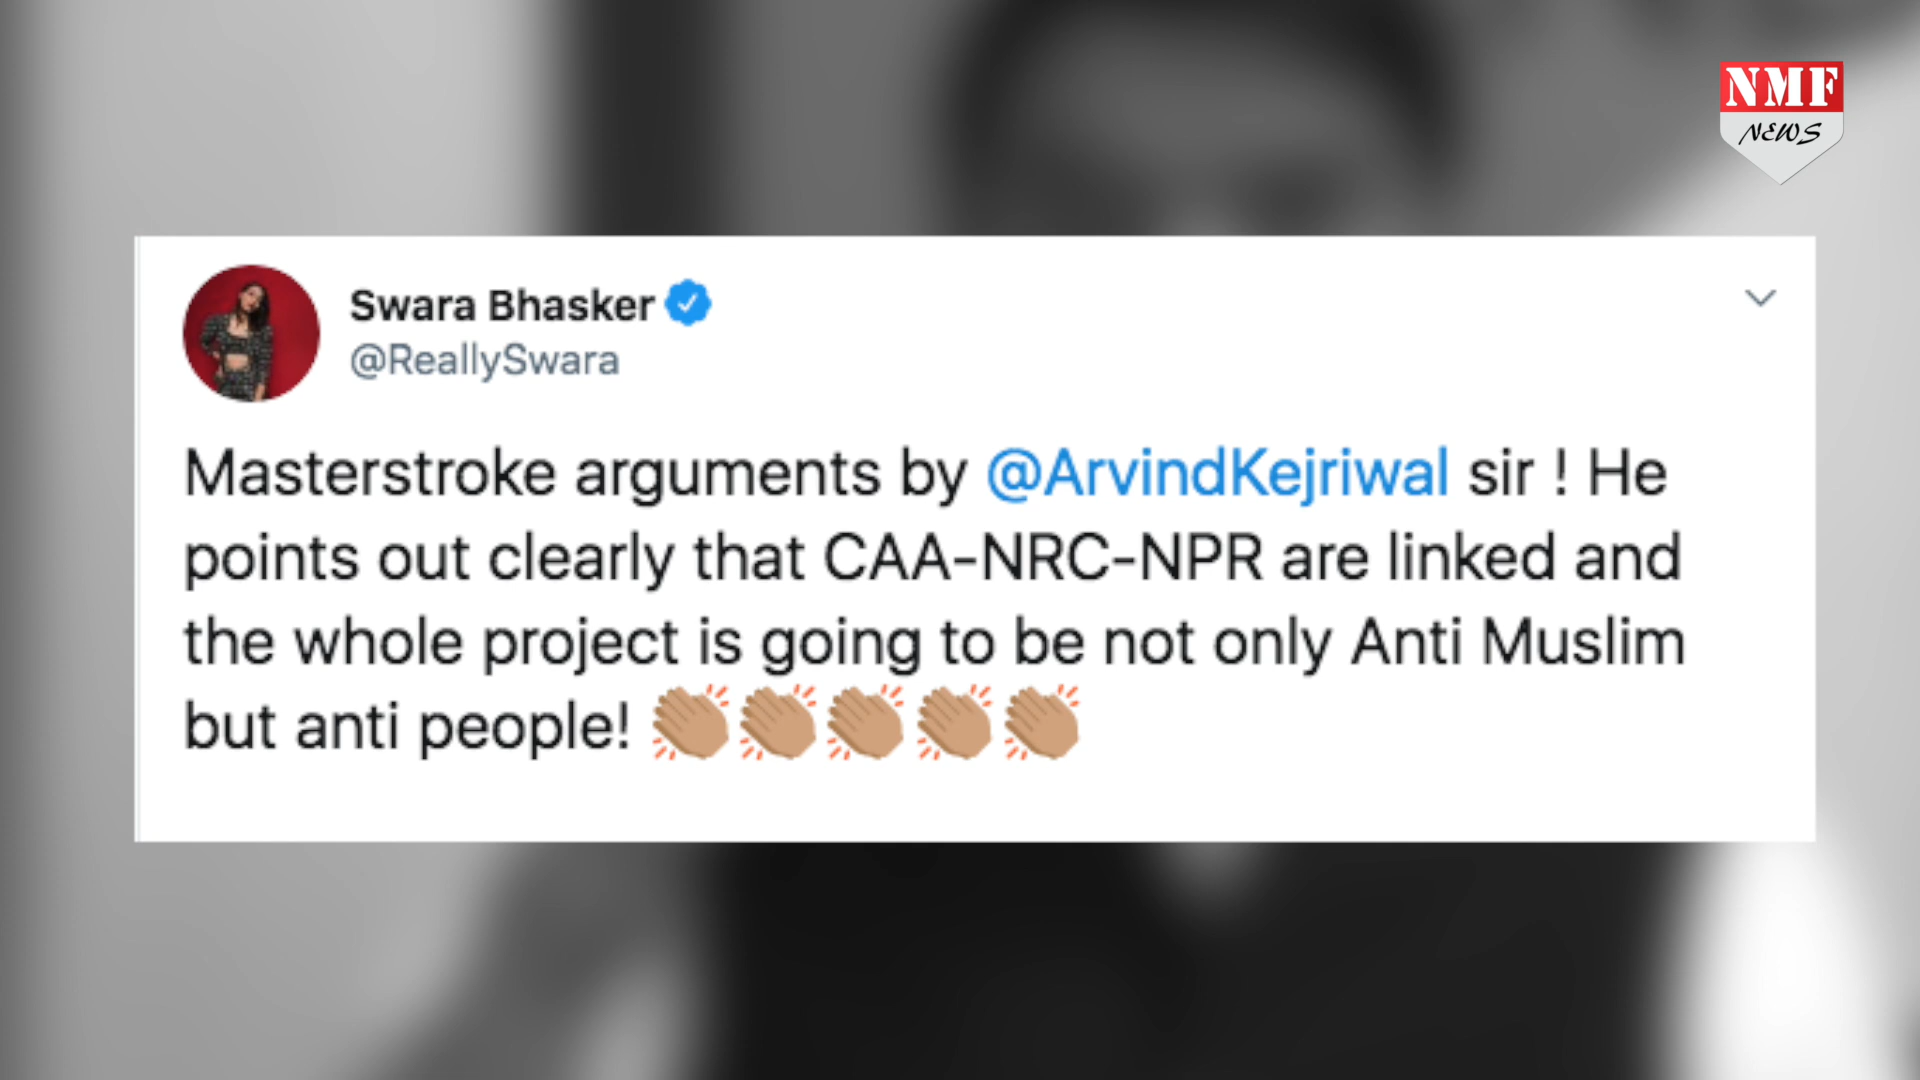 NMF
NEWS
Swara Bhasker
@ReallySwara
Masterstroke arguments by @ArvindKejriwal sir ! He
points out clearly that CAA-NRC-NPR are linked and
the whole project is going to be not only Anti Muslim
but anti people! 👏🏽👏🏽👏🏽👏🏽👏🏽